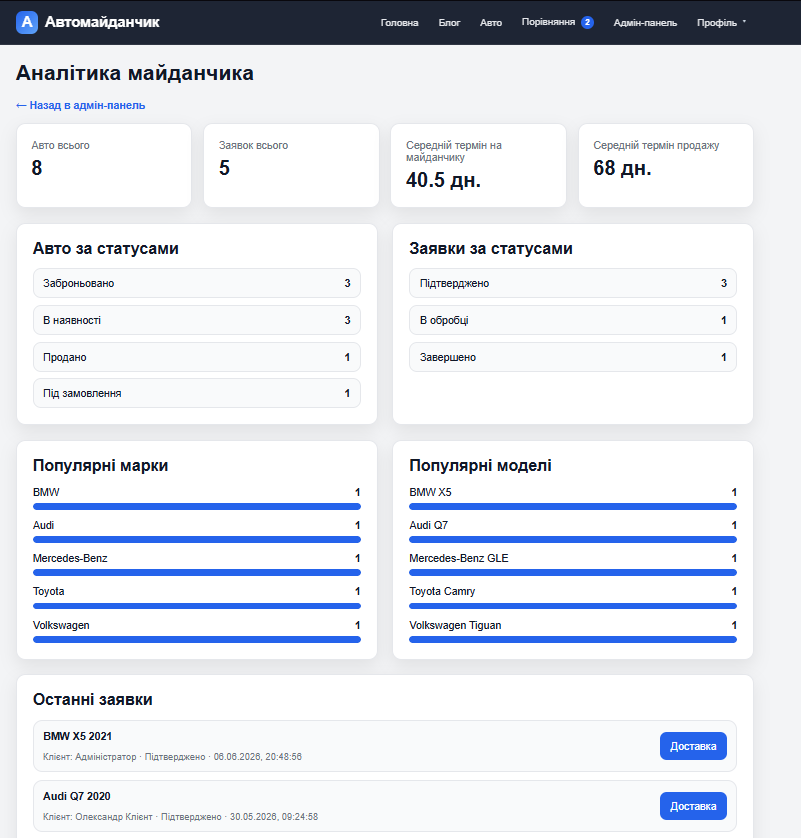 A Автомайданчик
Головна Блог Авто Порівняння 2 Адмін-панель Профіль
Аналітика майданчика
← Назад в адмін-панель
Авто всього
8
Заявок всього
5
Середній термін на
майданчику
40.5 дн.
Середній термін продажу
68 дн.
Авто за статусами
Заброньовано 3
В наявності 3
Продано 1
Під замовлення 1
Заявки за статусами
Підтверджено 3
В обробці 1
Завершено 1
Популярні марки
BMW 1
Audi 1
Mercedes-Benz 1
Toyota 1
Volkswagen 1
Популярні моделі
BMW X5 1
Audi Q7 1
Mercedes-Benz GLE 1
Toyota Camry 1
Volkswagen Tiguan 1
Останні заявки
BMW X5 2021
Клієнт: Адміністратор · Підтверджено · 06.06.2026, 20:48:56
Доставка
Audi Q7 2020
Клієнт: Олександр Клієнт · Підтверджено · 30.05.2026, 09:24:58
Доставка